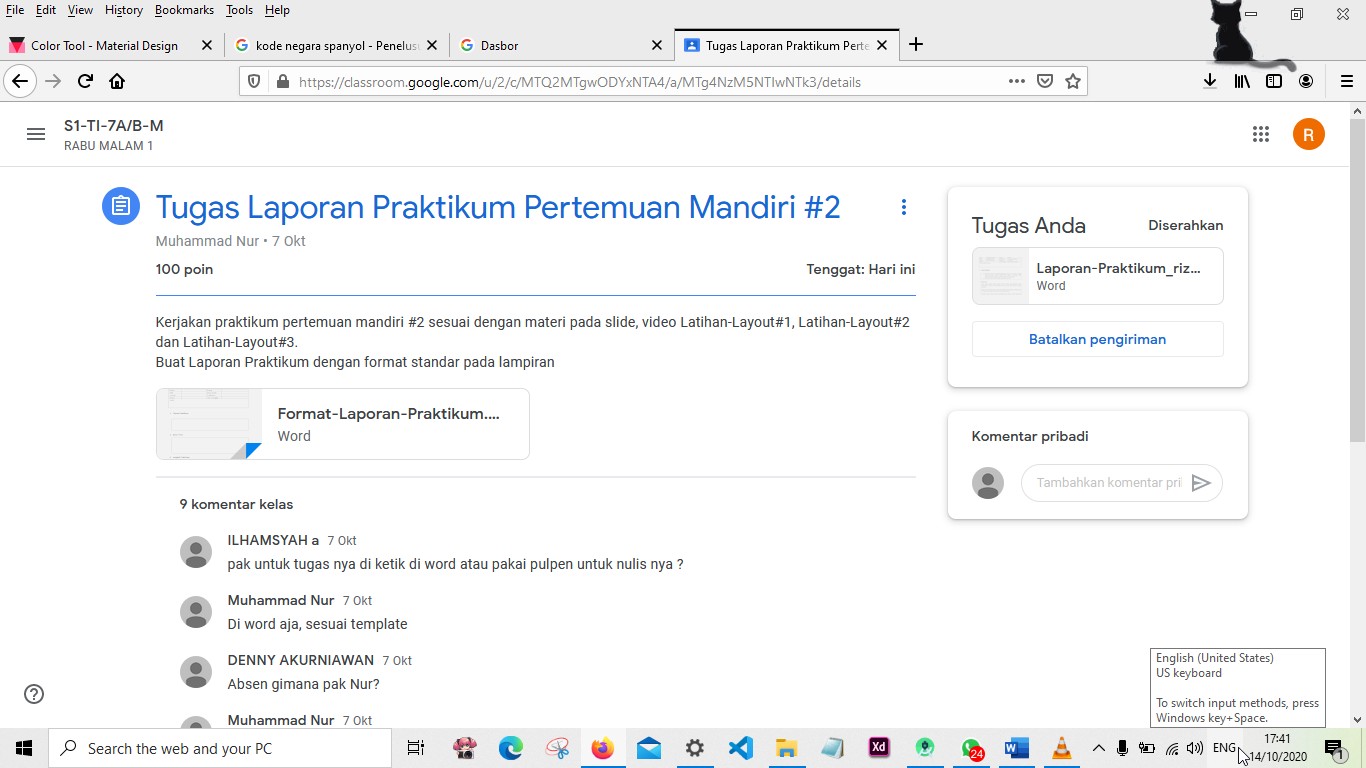 File Edit View History Bookmarks Tools Help
Color Tool - Material Design
kode negara spanyol - Penelus
Dasbor
Tugas Laporan Praktikum Perte
https://classroom.google.com/u/2/c/MTQ2MTgwODYxNTA4/a/MTg4NzM5NTIwNTk3/details
S1-TI-7A/B-M
RABU MALAM 1
R
Tugas Laporan Praktikum Pertemuan Mandiri #2
Muhammad Nur • 7 Okt
100 poin
Tenggat: Hari ini
Kerjakan praktikum pertemuan mandiri #2 sesuai dengan materi pada slide, video Latihan-Layout#1, Latihan-Layout#2
dan Latihan-Layout#3.
Buat Laporan Praktikum dengan format standar pada lampiran
Format-Laporan-Praktikum....
Word
9 komentar kelas
ILHAMSYAH a 7 Okt
pak untuk tugas nya di ketik di word atau pakai pulpen untuk nulis nya ?
Muhammad Nur 7 Okt
Di word aja, sesuai template
DENNY AKURNIAWAN 7 Okt
Absen gimana pak Nur?
Muhammad Nur 7 Okt
Tugas Anda
Diserahkan
Laporan-Praktikum_riz...
Word
Batalkan pengiriman
Komentar pribadi
Tambahkan komentar pri
English (United States)
US keyboard
To switch input methods, press
Windows key+Space.
Search the web and your PC
Xd
24
ENG
17:41
14/10/2020
1